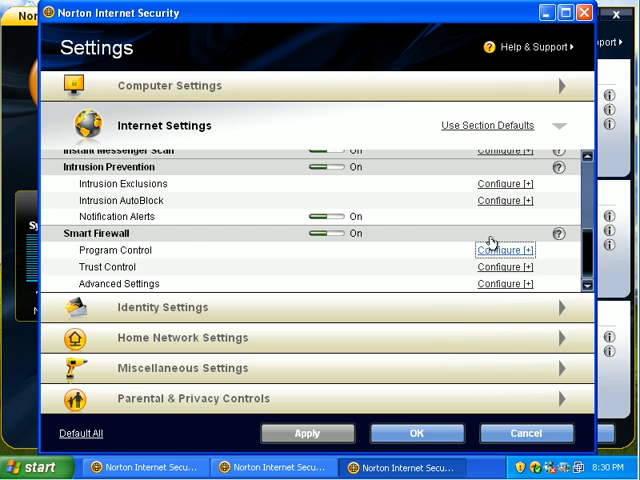 Nor
Norton Internet Security
Settings
Help & Support
port
Computer Settings
Internet Settings
Use Section Defaults
Instant Messenger Scan On Configure [+]
Intrusion Prevention On
Intrusion Exclusions Configure [+]
Intrusion AutoBlock Configure [+]
Notification Alerts On
Smart Firewall On
Program Control Configure [+]
Trust Control Configure [+]
Advanced Settings Configure [+]
Sy
Identity Settings
N
Home Network Settings
Miscellaneous Settings
Parental & Privacy Controls
Default All
Apply
OK
Cancel
start
Norton Internet Secu...
Norton Internet Secu...
Norton Internet Secu...
8:30 PM